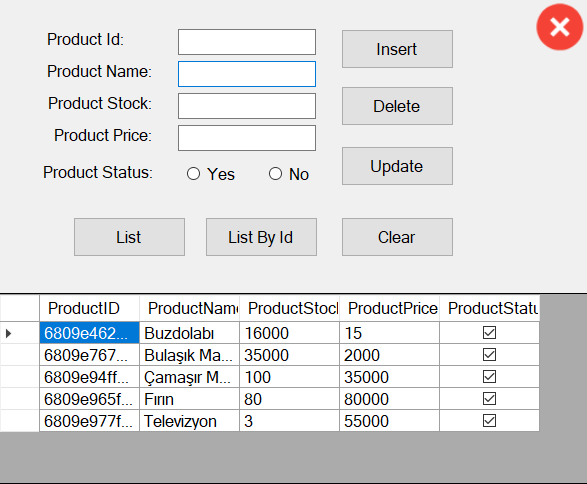 Product Id:
Insert
Product Name:
Product Stock:
Delete
Product Price:
Product Status:
Yes
No
Update
List
List By Id
Clear
ProductID ProductName ProductStocl ProductPrice ProductStatu
6809e462... Buzdolabı 16000 15
6809e767... Bulaşık Ma... 35000 2000
6809e94ff... Çamaşır M... 100 35000
6809e965f... Fırın 80 80000
6809e977f... Televizyon 3 55000